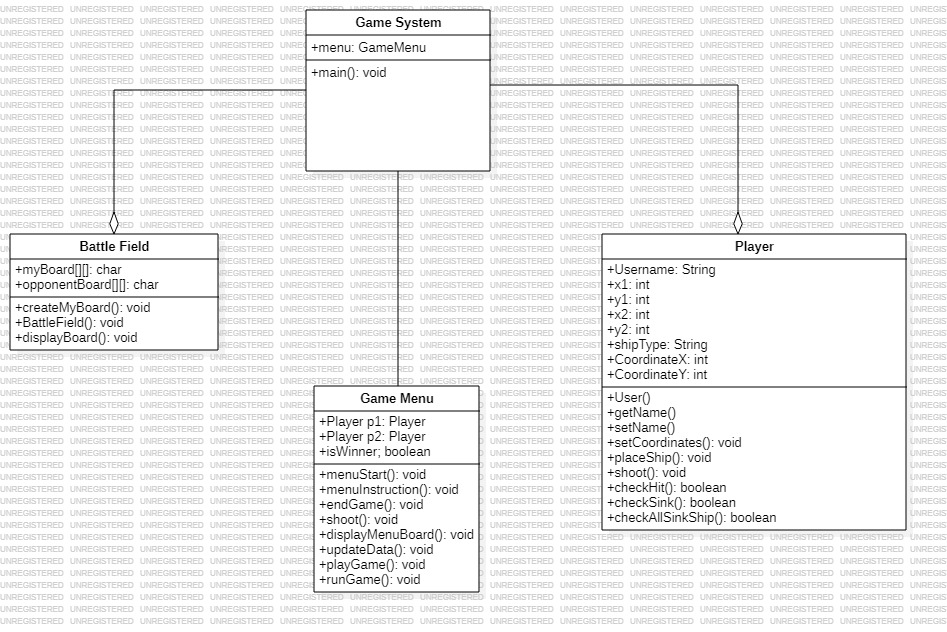 Game System
+menu: GameMenu
+main(): void
Battle Field
+myBoard[][]: char
+opponentBoard[][]: char
+createMyBoard(): void
+BattleField(): void
+displayBoard(): void
Game Menu
+Player p1: Player
+Player p2: Player
+isWinner; boolean
+menuStart(): void
+menuInstruction(): void
+endGame(): void
+shoot(): void
+displayMenuBoard(): void
+updateData(): void
+playGame(): void
+runGame(): void
Player
+Username: String
+x1: int
+y1: int
+x2: int
+y2: int
+shipType: String
+CoordinateX: int
+CoordinateY: int
+User()
+getName()
+setName()
+setCoordinates(): void
+placeShip(): void
+shoot(): void
+checkHit(): boolean
+checkSink(): boolean
+checkAllSinkShip(): boolean
UNREGISTERED